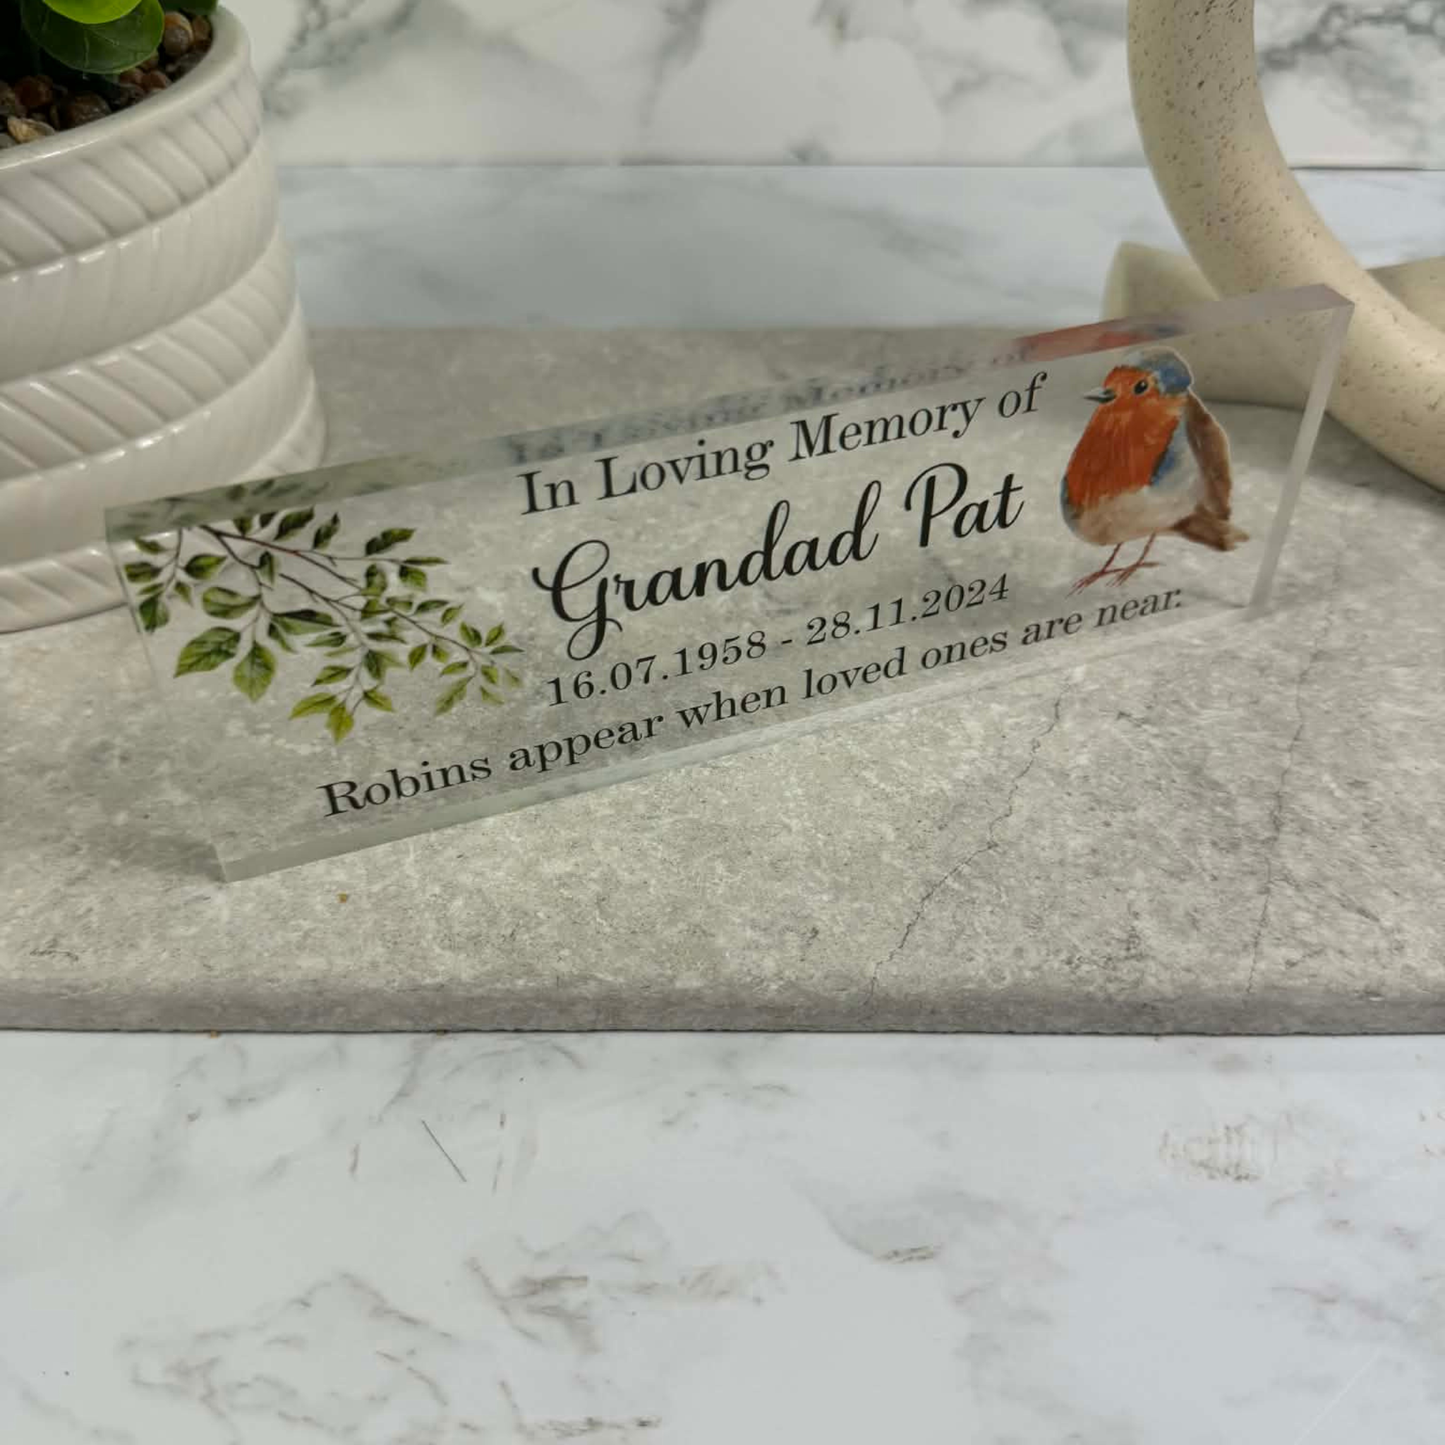 In Loving Memory of
Grandad Pat
16.07.1958 - 28.11.2024
Robins appear when loved ones are near.